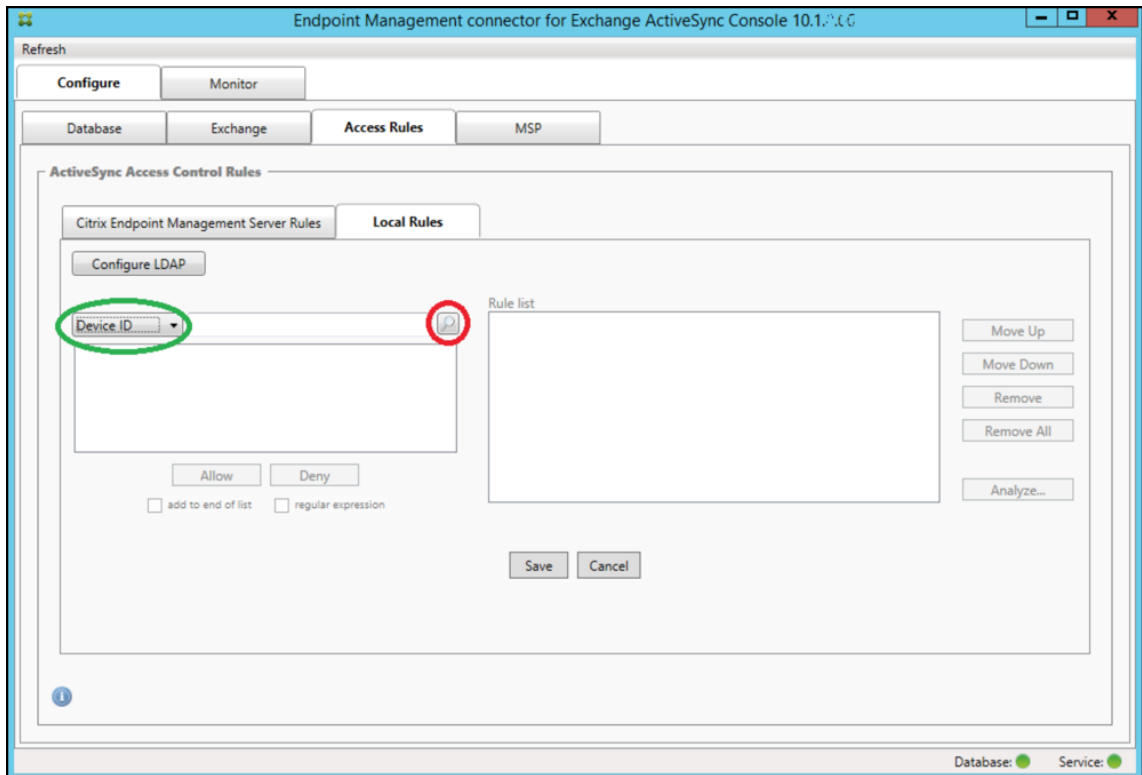 Endpoint Management connector for Exchange ActiveSync Console 10.1.
Refresh
Configure Monitor
Database Exchange Access Rules MSP
ActiveSync Access Control Rules
Citrix Endpoint Management Server Rules Local Rules
Configure LDAP
Rule list
Device ID
Move Up
Move Down
Remove
Remove All
Allow Deny
Analyze...
add to end of list regular expression
Save Cancel
Database: Service: